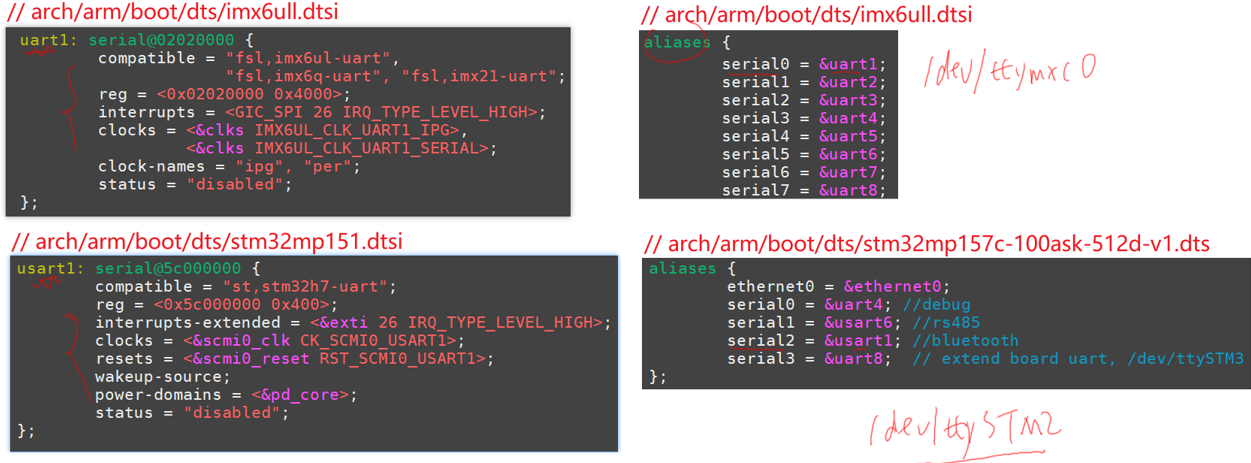 // arch/arm/boot/dts/imx6ull.dtsi
uart1: serial@02020000 {
compatible = "fsl,imx6ul-uart",
"fsl,imx6q-uart", "fsl,imx21-uart";
reg = <0x02020000 0x4000>;
interrupts = <GIC_SPI 26 IRQ_TYPE_LEVEL_HIGH>;
clocks = <&clks IMX6UL_CLK_UART1_IPG>,
<&clks IMX6UL_CLK_UART1_SERIAL>;
clock-names = "ipg", "per";
status = "disabled";
};
// arch/arm/boot/dts/imx6ull.dtsi
aliases {
serial0 = &uart1;
serial1 = &uart2;
serial2 = &uart3;
serial3 = &uart4;
serial4 = &uart5;
serial5 = &uart6;
serial6 = &uart7;
serial7 = &uart8;
/dev/ttymxc0
// arch/arm/boot/dts/stm32mp151.dtsi
usart1: serial@5c000000 {
compatible = "st,stm32h7-uart";
reg = <0x5c000000 0x400>;
interrupts-extended = <&exti 26 IRQ_TYPE_LEVEL_HIGH>;
clocks = <&scmi0_clk CK_SCMI0_USART1>;
resets = <&scmi0_reset RST_SCMI0_USART1>;
wakeup-source;
power-domains = <&pd_core>;
status = "disabled";
};
// arch/arm/boot/dts/stm32mp157c-100ask-512d-v1.dts
aliases {
ethernet0 = &ethernet0;
serial0 = &uart4; //debug
serial1 = &usart6; //rs485
serial2 = &usart1; //bluetooth
serial3 = &uart8; // extend board uart, /dev/ttySTM3
};
/dev/ttySTM2